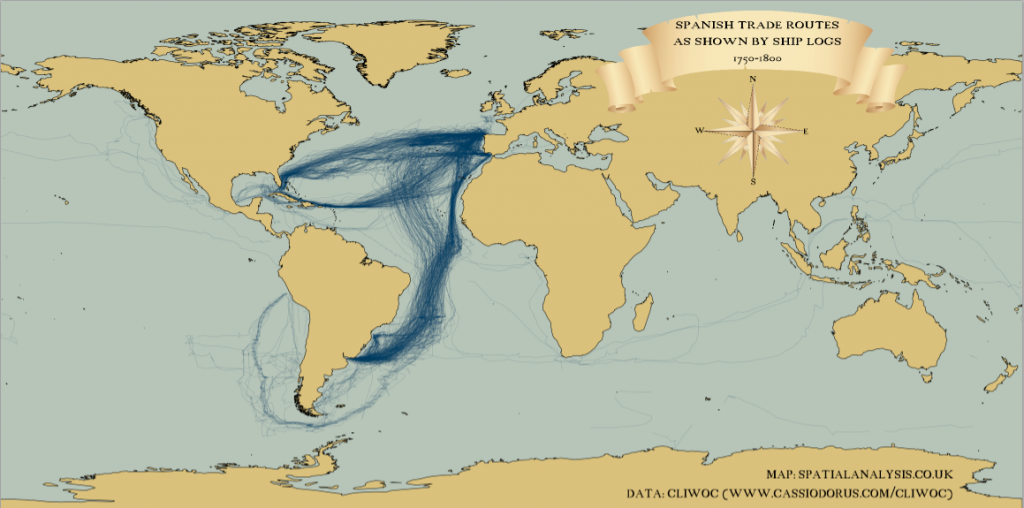 SPANISH TRADE ROUTES
AS SHOWN BY SHIP LOGS
1750-1800
N
W E
S
MAP: SPATIALANALYSIS.CO.UK
DATA: CLIWOC (WWW.CASSIODORUS.COM/CLIWOC)